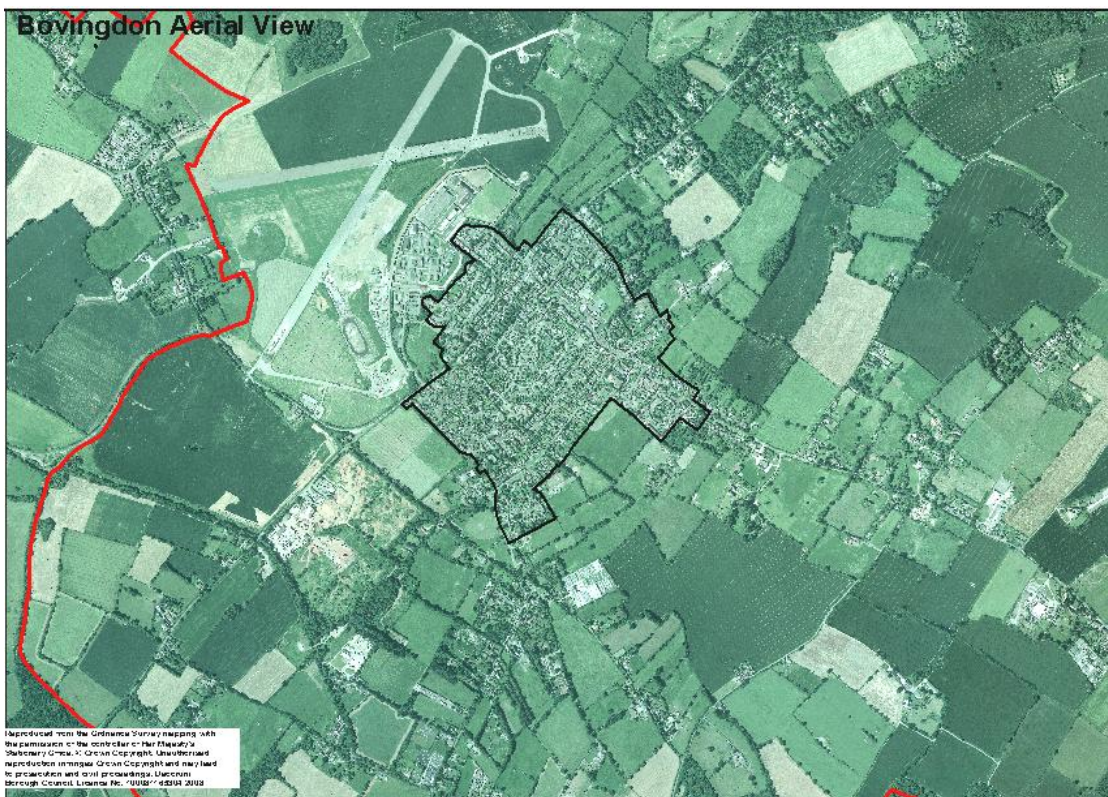 Bovingdon Aerial View
Reproduced from the Ordnance Survey mapping with
the permission of the controller of Her Majesty's
Stationery Office. © Crown Copyright. Unauthorised
reproduction infringes Crown Copyright and may lead
to prosecution and civil proceedings. Dacorum
Borough Council. Licence No. 2008